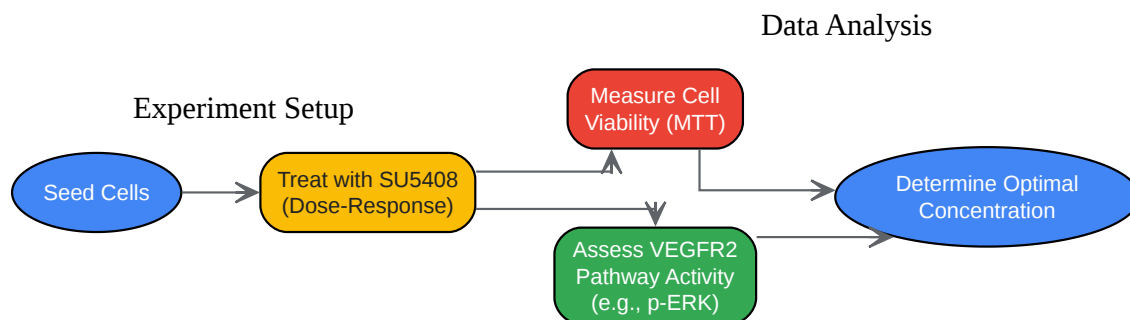 Data Analysis
Experiment Setup
Measure Cell
Viability (MTT)
Seed Cells
Treat with SU5408
(Dose-Response)
Determine Optimal
Concentration
Assess VEGFR2
Pathway Activity
(e.g., p-ERK)